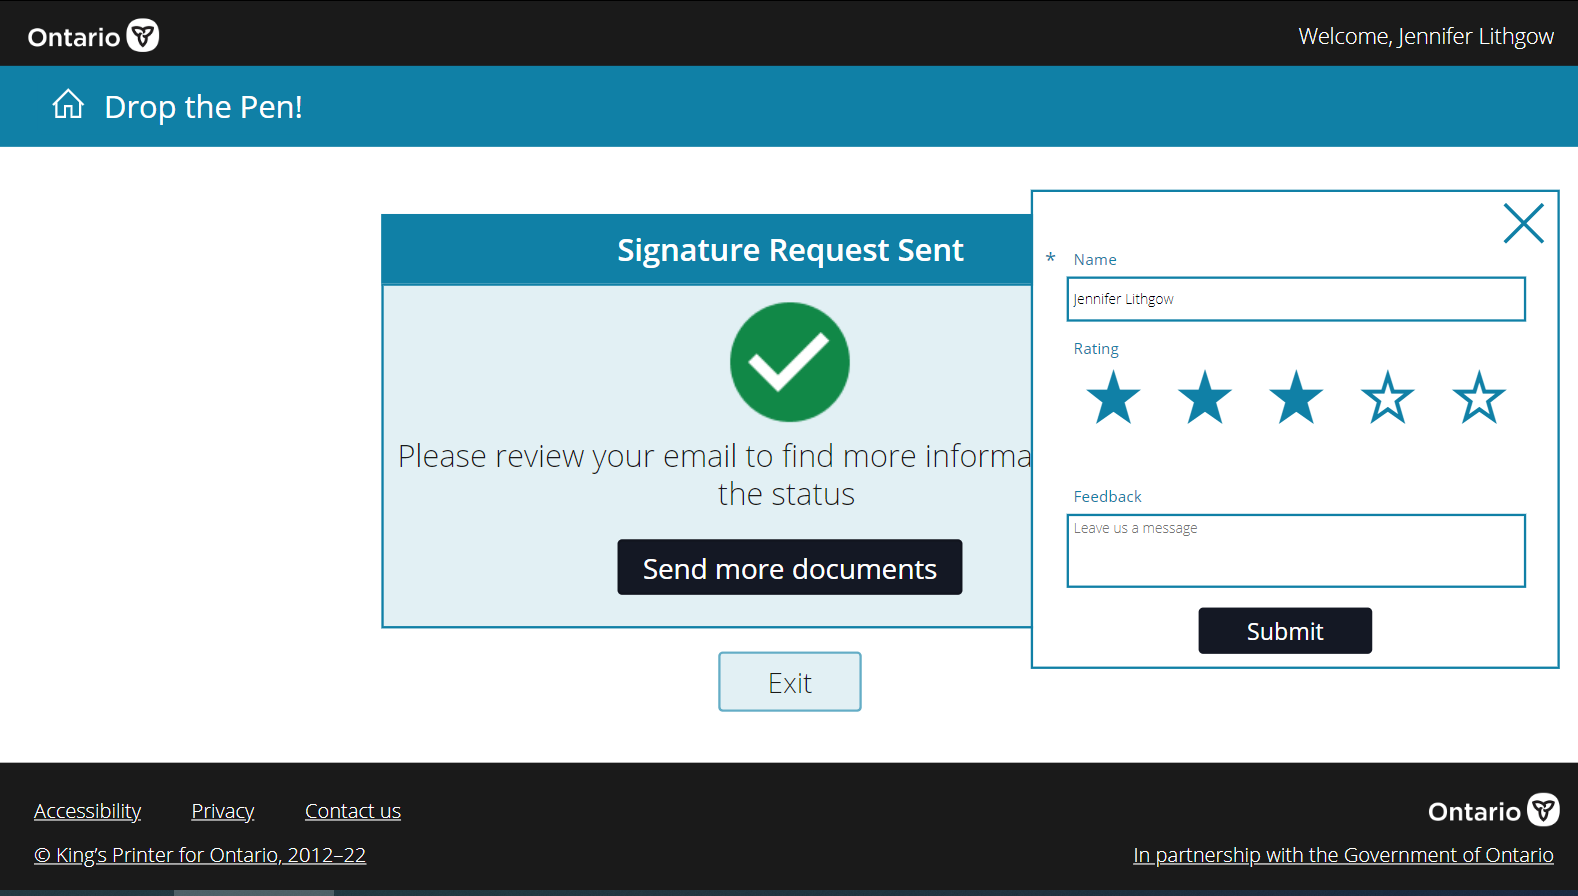 Ontario
Welcome, Jennifer Lithgow
Drop the Pen!
Signature Request Sent
Please review your email to find more informa
the status
Send more documents
Exit
* Name
Jennifer Lithgow
Rating
Feedback
Leave us a message
Submit
Accessibility Privacy Contact us
Ontario
© King's Printer for Ontario, 2012–22
In partnership with the Government of Ontario